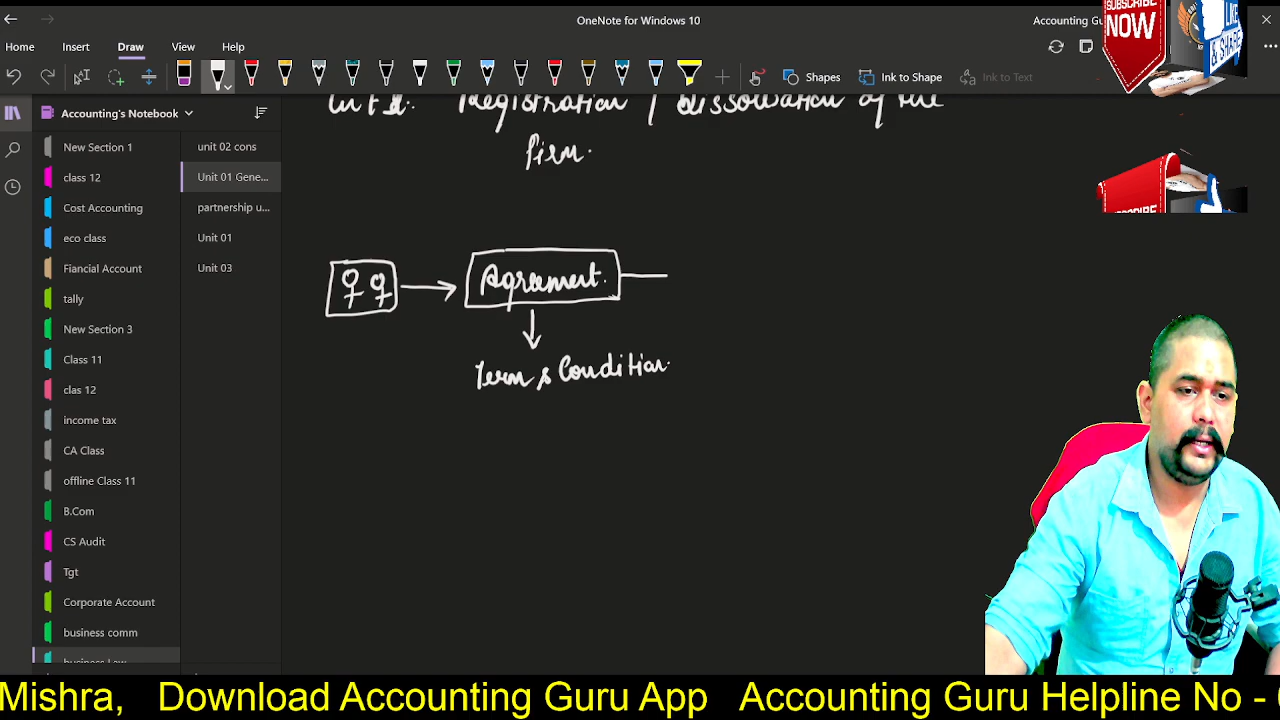 OneNote for Windows 10
Accounting Gu
Home Insert Draw View Help
Shapes Ink to Shape Ink to Text
SUBSCRIBE NOW
LIKE & SHARE
Accounting's Notebook
New Section 1
class 12
Cost Accounting
eco class
Fiancial Account
tally
New Section 3
Class 11
clas 12
income tax
CA Class
offline Class 11
B.Com
CS Audit
Tgt
Corporate Account
business comm
business Law
unit 02 cons
Unit 01 Gene...
partnership u...
Unit 01
Unit 03
Registration / dissolution of the
firm.
Agreement.
Term & Condition.
Mishra, Download Accounting Guru App Accounting Guru Helpline No -